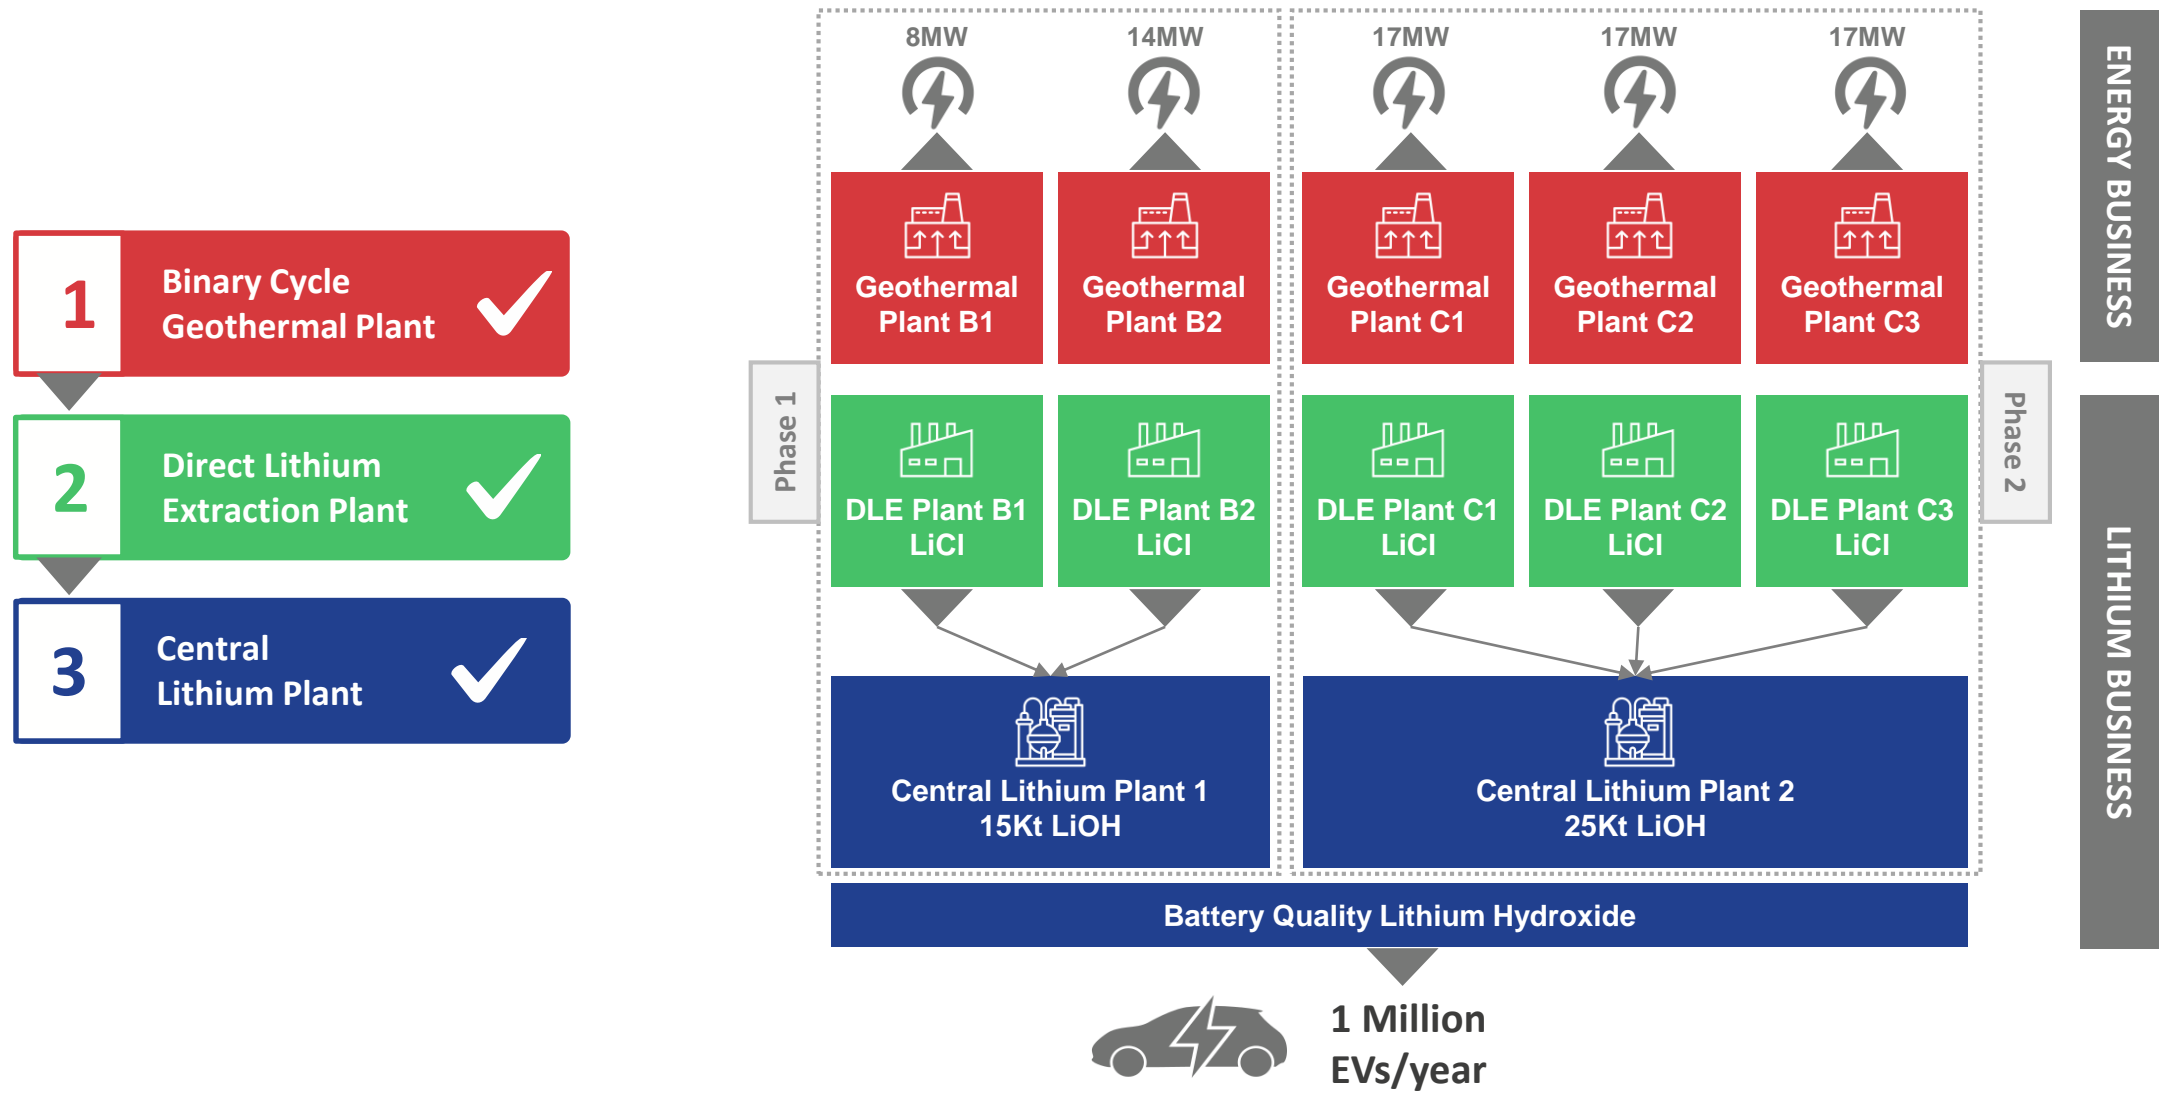 1
Binary Cycle
Geothermal Plant
2
Direct Lithium
Extraction Plant
3
Central
Lithium Plant
Phase 1
8MW
14MW
17MW
17MW
17MW
Geothermal
Plant B1
Geothermal
Plant B2
Geothermal
Plant C1
Geothermal
Plant C2
Geothermal
Plant C3
DLE Plant B1
LiCl
DLE Plant B2
LiCl
DLE Plant C1
LiCl
DLE Plant C2
LiCl
DLE Plant C3
LiCl
Central Lithium Plant 1
15Kt LiOH
Central Lithium Plant 2
25Kt LiOH
Battery Quality Lithium Hydroxide
1 Million
EVs/year
Phase 2
ENERGY BUSINESS
LITHIUM BUSINESS